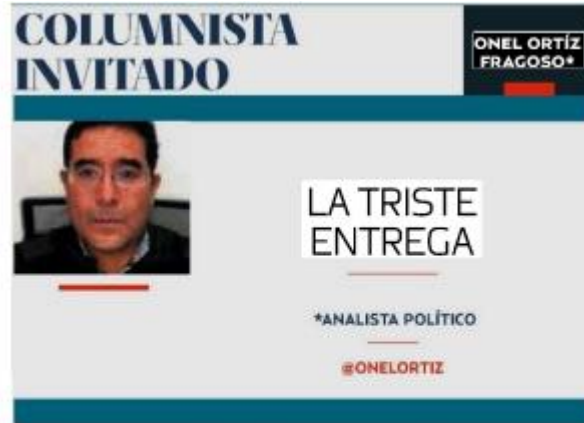 COLUMNISTA
INVITADO
ONEL ORTÍZ
FRAGOSO*
LA TRISTE
ENTREGA
*ANALISTA POLÍTICO
@ONELORTIZ